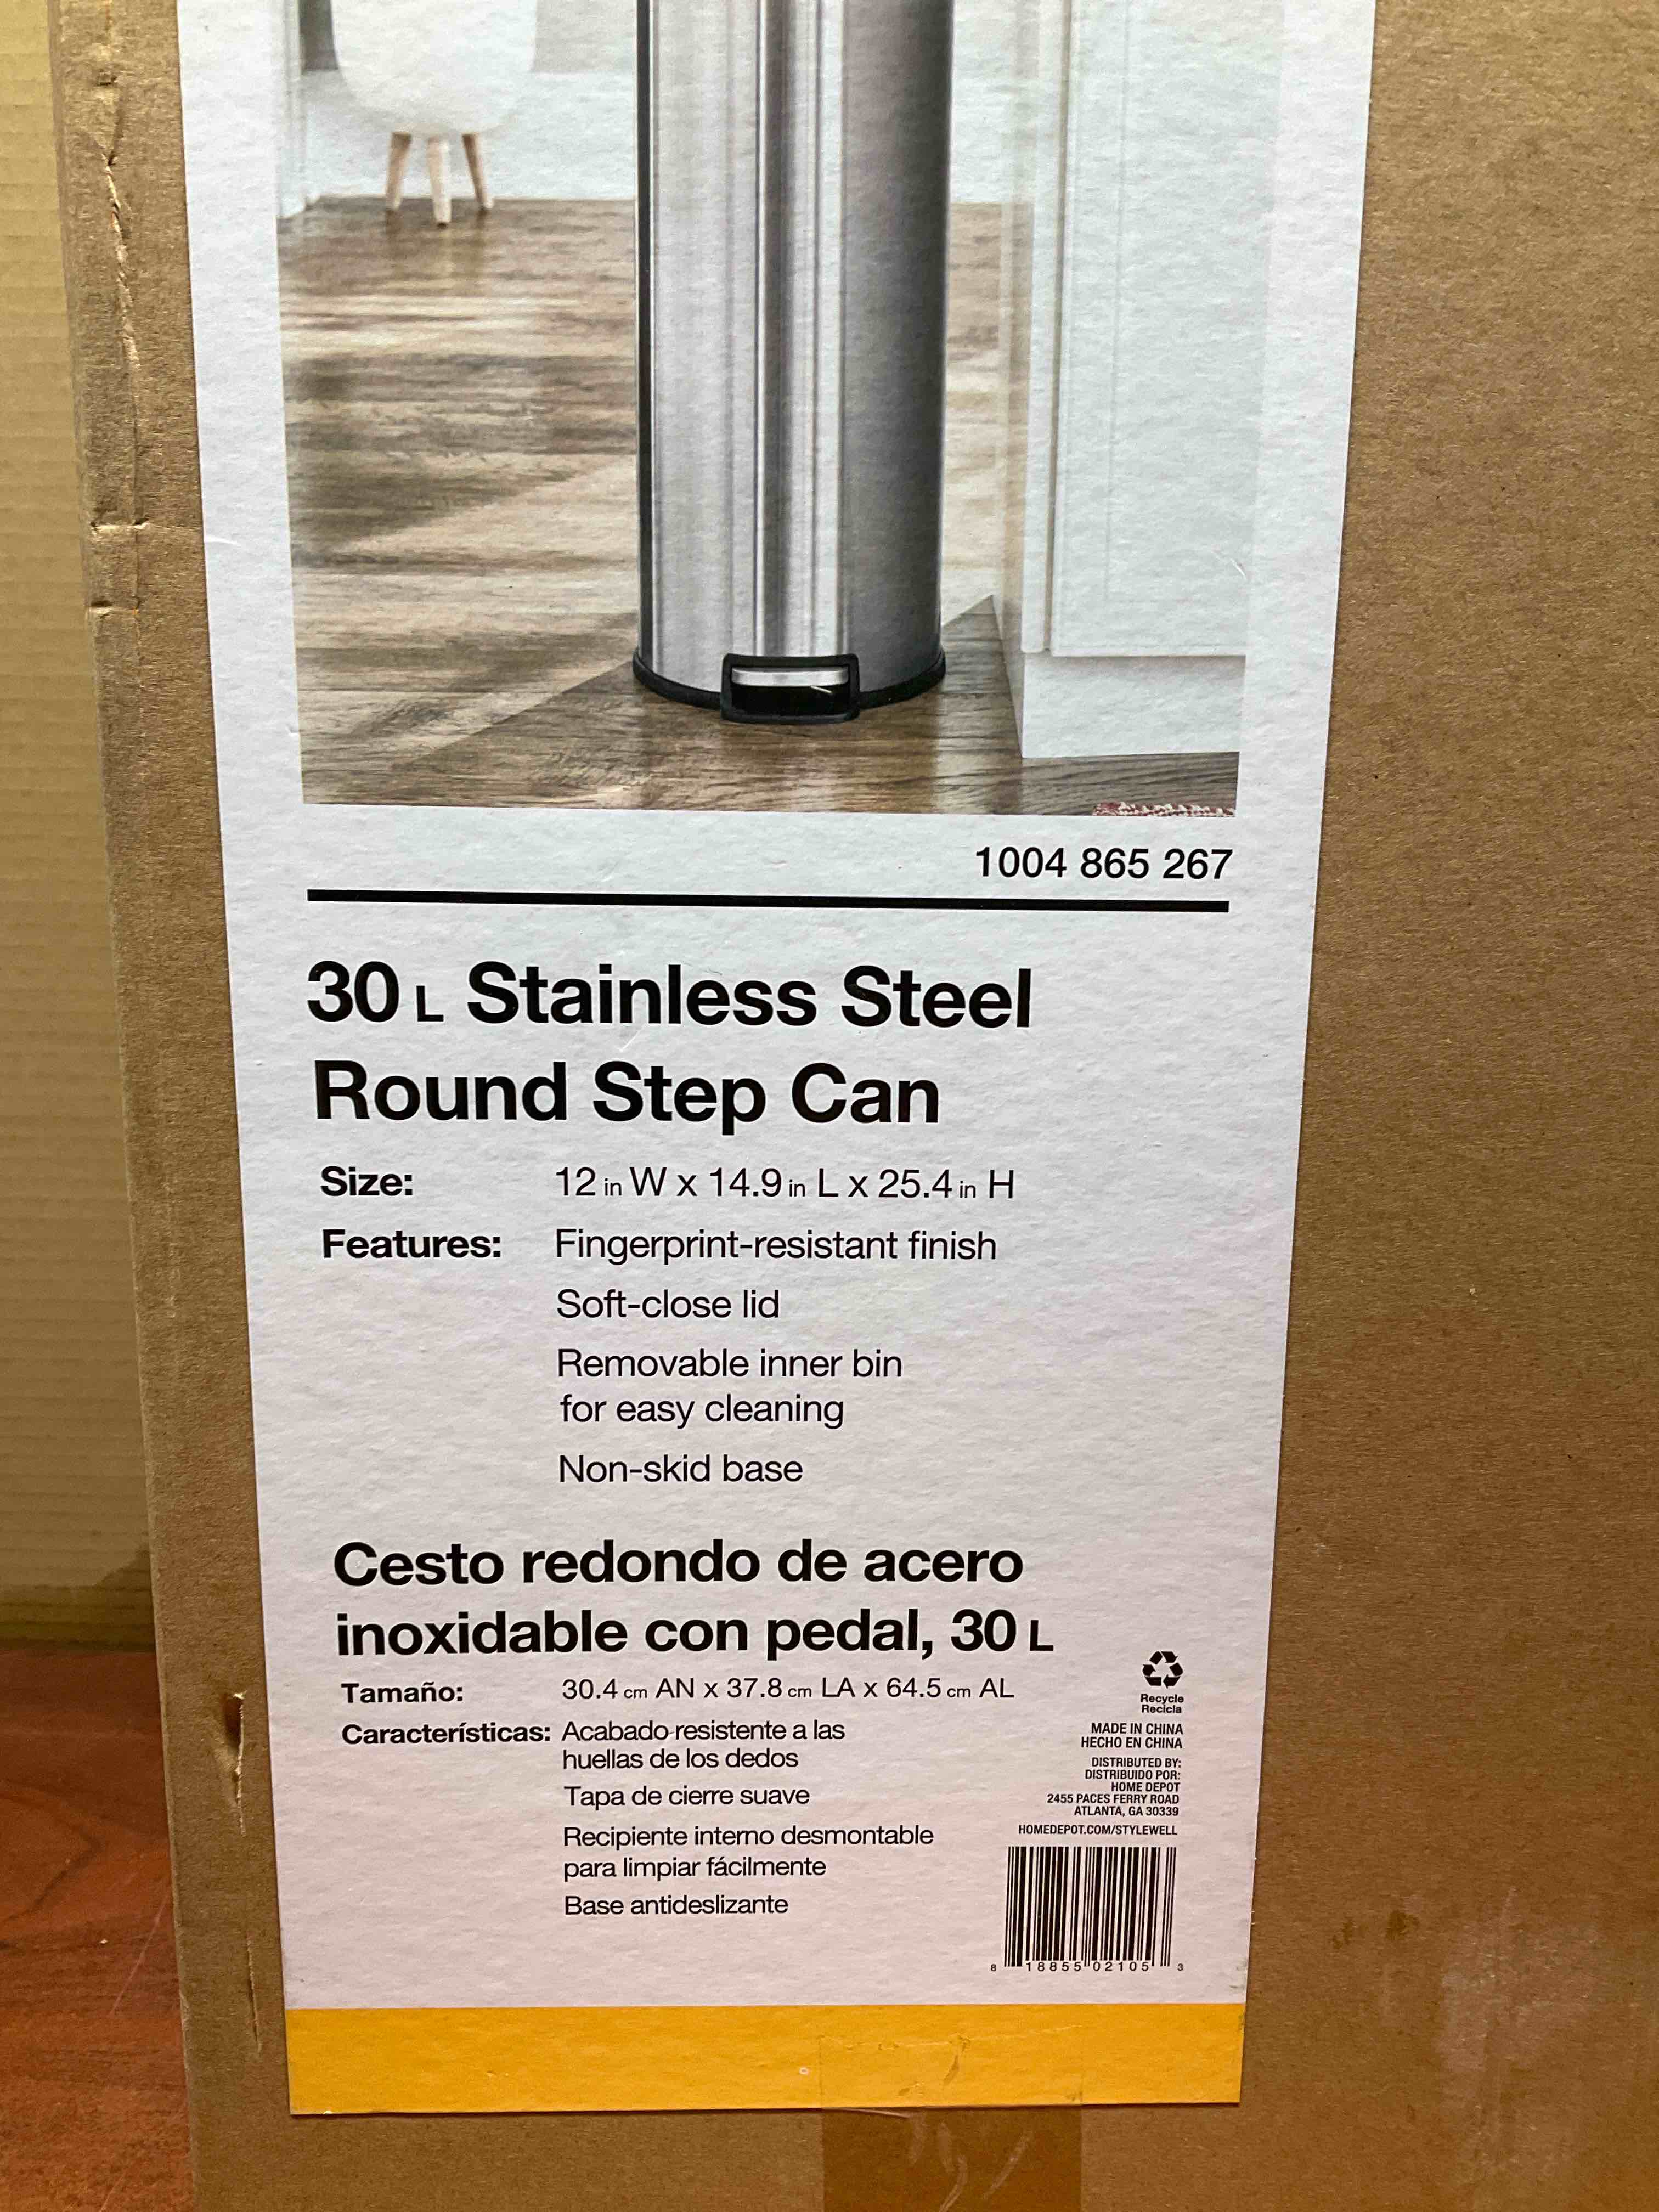 1004 865 267
30 L Stainless Steel
Round Step Can
Size: 12 in W x 14.9 in L x 25.4 in H
Features: Fingerprint-resistant finish
Soft-close lid
Removable inner bin
for easy cleaning
Non-skid base
Cesto redondo de acero
inoxidable con pedal, 30 L
Tamaño: 30.4 cm AN x 37.8 cm LA x 64.5 cm AL
Características: Acabado resistente a las
huellas de los dedos
Tapa de cierre suave
Recipiente interno desmontable
para limpiar fácilmente
Base antideslizante
Recycle
Recicla
MADE IN CHINA
HECHO EN CHINA
DISTRIBUTED BY:
DISTRIBUIDO POR:
HOME DEPOT
2455 PACES FERRY ROAD
ATLANTA, GA 30339
HOMEDEPOT.COM/STYLEWELL
8 18855 02105 3